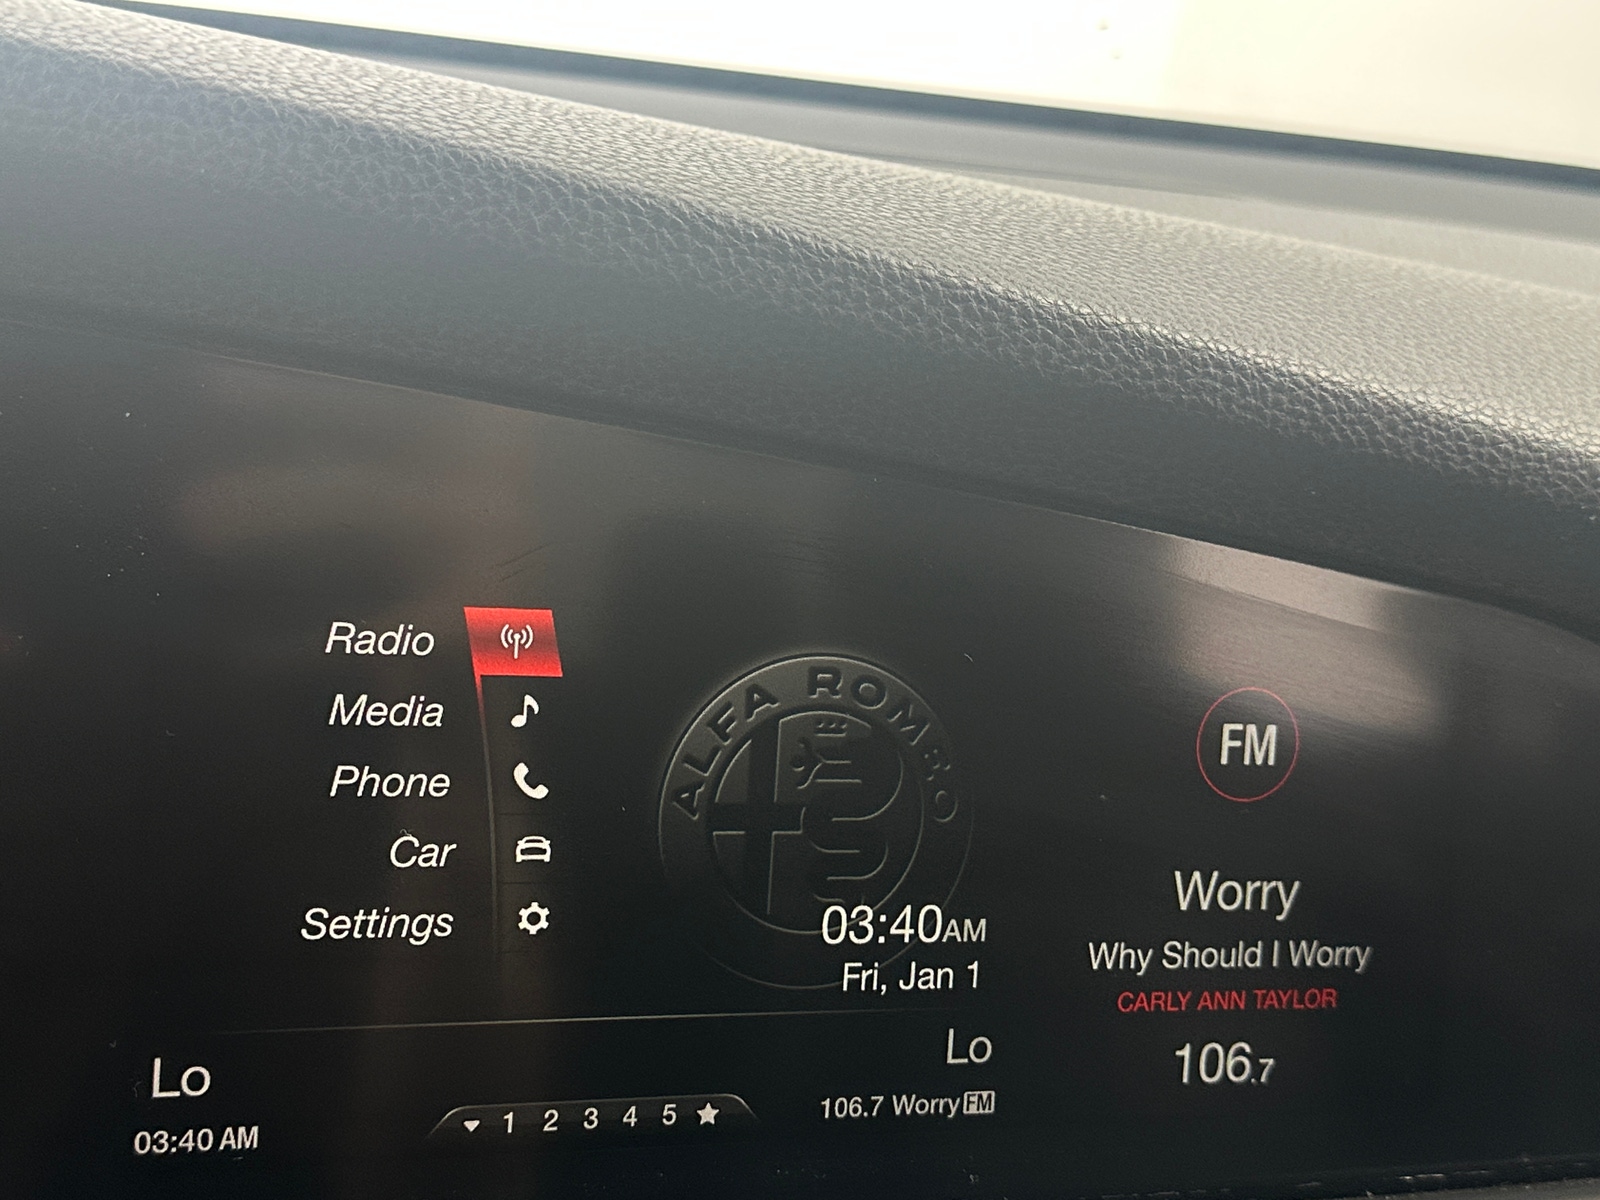 Radio
Media
Phone
Car
Settings
ALFA ROMEO
03:40AM
Fri, Jan 1
FM
Worry
Why Should I Worry
CARLY ANN TAYLOR
106.7
Lo
03:40 AM
1 2 3 4 5
Lo
106.7 Worry FM